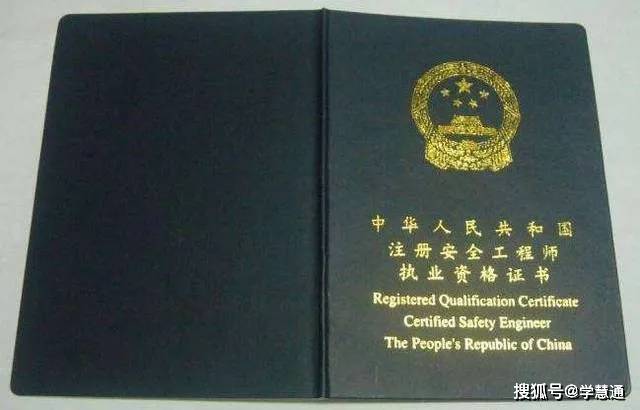 中华人民共和国
注册安全工程师
执业资格证书
Registered Qualification Certificate
Certified Safety Engineer
The People's Republic of China
搜狐号@学慧通